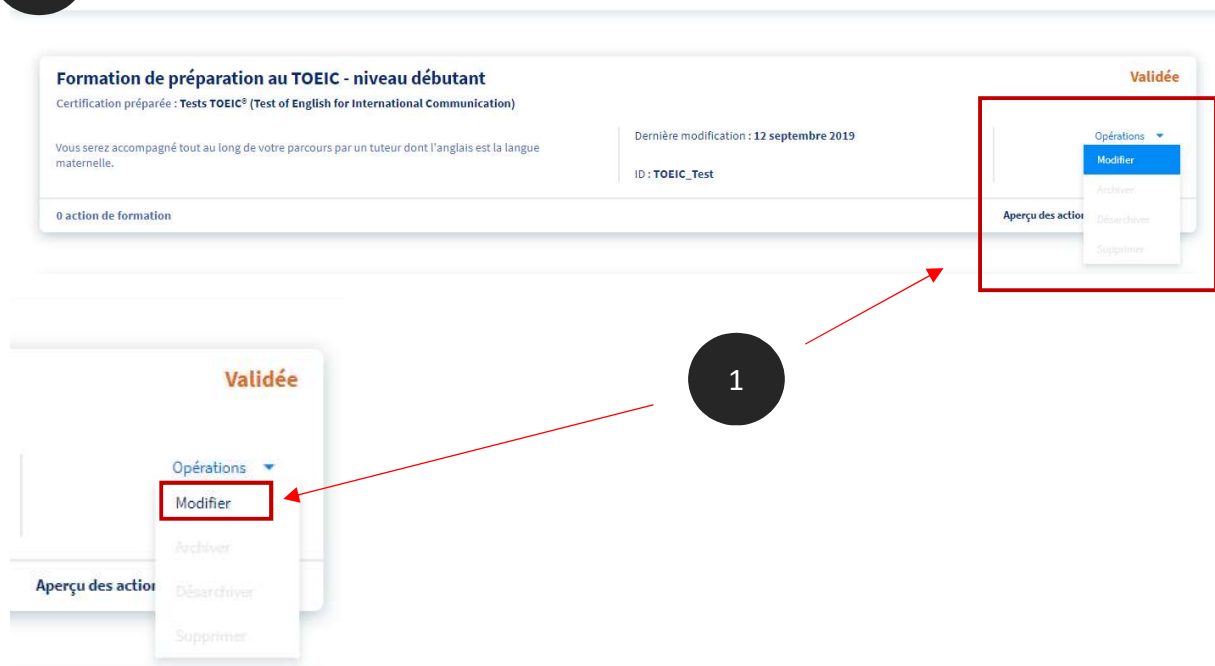 Formation de préparation au TOEIC - niveau débutant
Validée
Certification préparée : Tests TOEIC® (Test of English for International Communication)
Vous serez accompagné tout au long de votre parcours par un tuteur dont l'anglais est la langue
maternelle.
Dernière modification : 12 septembre 2019
ID : TOEIC_Test
Opérations
Modifier
Archiver
Désarchiver
Supprimer
0 action de formation
Aperçu des action
1
Validée
Opérations
Modifier
Archiver
Aperçu des action
Désarchiver
Supprimer